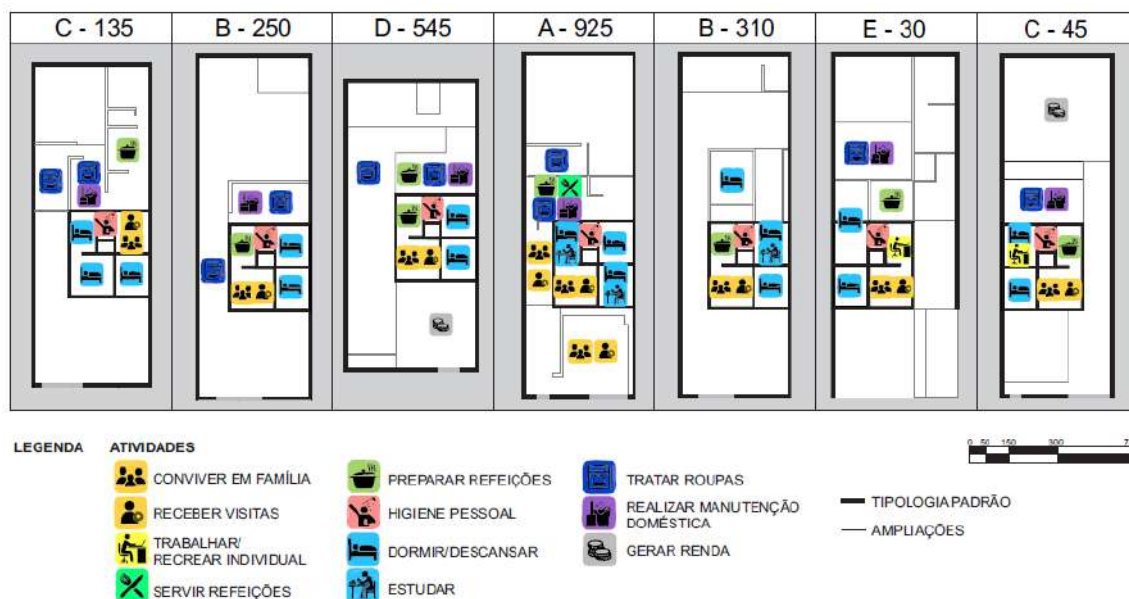 C - 135
B - 250
D - 545
A - 925
B - 310
E - 30
C - 45
LEGENDA
ATIVIDADES
CONVIVER EM FAMÍLIA
RECEBER VISITAS
TRABALHAR/
RECREAR INDIVIDUAL
SERVIR REFEIÇÕES
PREPARAR REFEIÇÕES
HIGIENE PESSOAL
DORMIR/DESCANSAR
ESTUDAR
TRATAR ROUPAS
REALIZAR MANUTENÇÃO
DOMÉSTICA
GERAR RENDA
0 50 150 300
TIPOLOGIA PADRÃO
AMPLIAÇÕES